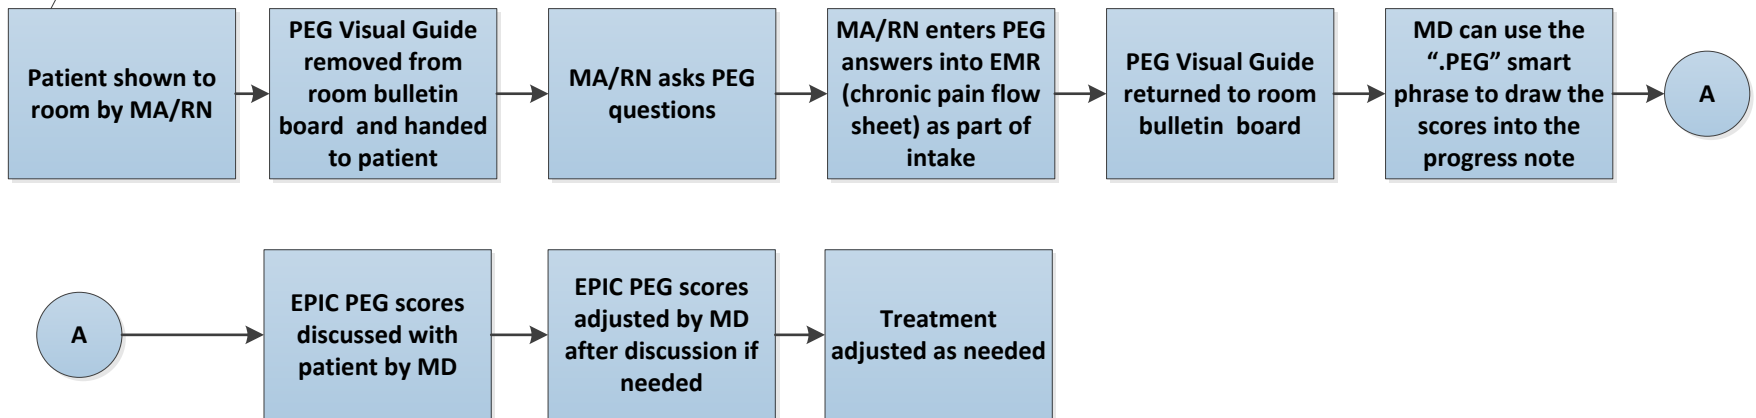 Patient shown to
room by MA/RN
PEG Visual Guide
removed from
room bulletin
board and handed
to patient
MA/RN asks PEG
questions
MA/RN enters PEG
answers into EMR
(chronic pain flow
sheet) as part of
intake
PEG Visual Guide
returned to room
bulletin board
MD can use the
“.PEG” smart
phrase to draw the
scores into the
progress note
A
A
EPIC PEG scores
discussed with
patient by MD
EPIC PEG scores
adjusted by MD
after discussion if
needed
Treatment
adjusted as needed